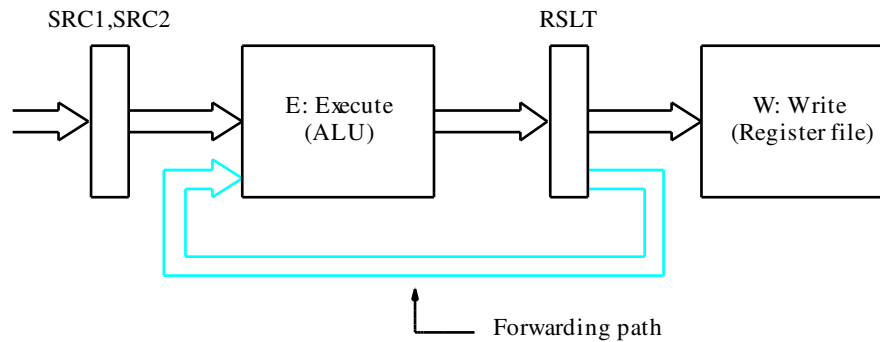 SRC1,SRC2
RSLT
E: Execute
(ALU)
W: Write
(Register file)
Forwarding path